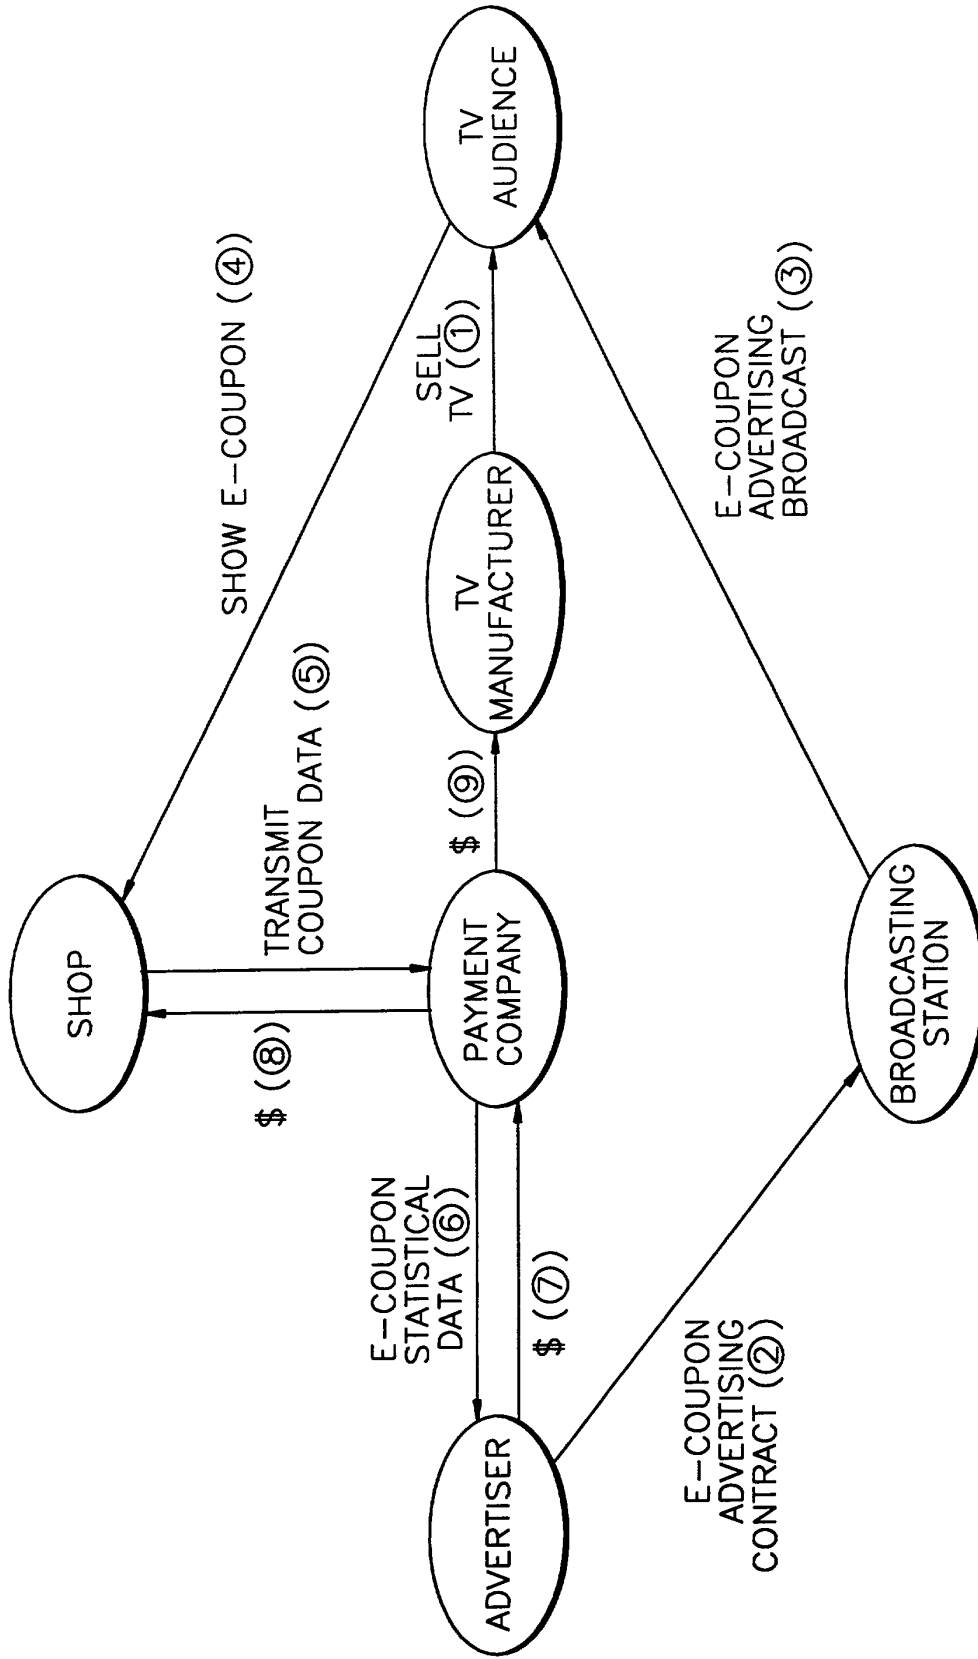 SHOP
SHOW E-COUPON (④)
$ (⑧)
TRANSMIT
COUPON DATA (⑤)
E-COUPON
STATISTICAL
DATA (⑥)
SELL
TV (①)
$ (⑨)
ADVERTISER
PAYMENT
COMPANY
TV
MANUFACTURER
TV
AUDIENCE
$ (⑦)
E-COUPON
ADVERTISING
CONTRACT (②)
E-COUPON
ADVERTISING
BROADCAST (③)
BROADCASTING
STATION